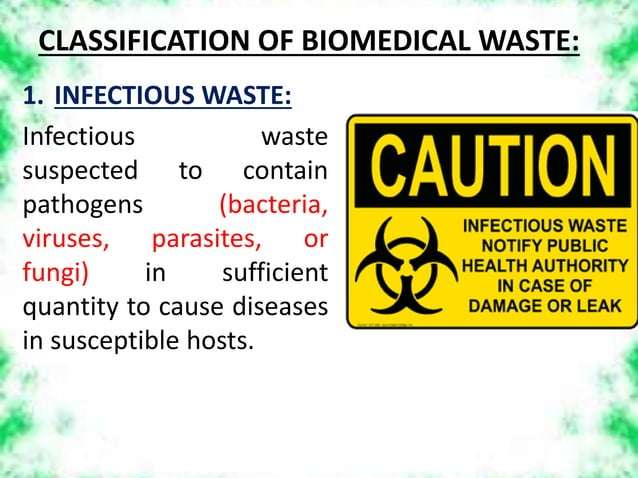 CLASSIFICATION OF BIOMEDICAL WASTE:
1. INFECTIOUS WASTE:
Infectious waste
suspected to contain
pathogens (bacteria,
viruses, parasites, or
fungi) in sufficient
quantity to cause diseases
in susceptible hosts.
CAUTION
INFECTIOUS WASTE
NOTIFY PUBLIC
HEALTH AUTHORITY
IN CASE OF
DAMAGE OR LEAK